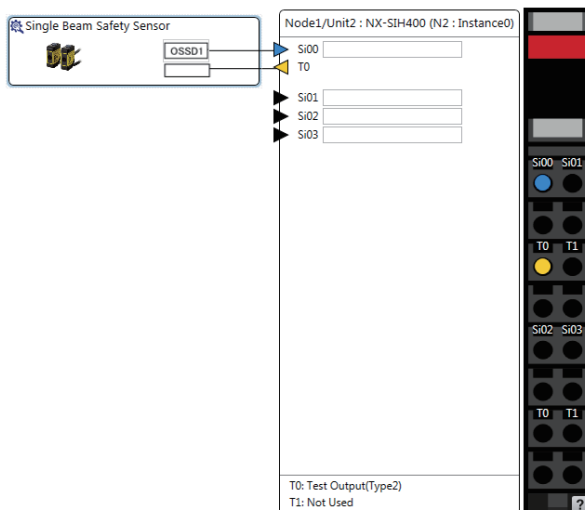 Single Beam Safety Sensor
OSSD1
Node1/Unit2 : NX-SIH400 (N2 : Instance0)
Si00
T0
Si01
Si02
Si03
T0: Test Output(Type2)
T1: Not Used
Si00 Si01
T0 T1
Si02 Si03
T0 T1
?